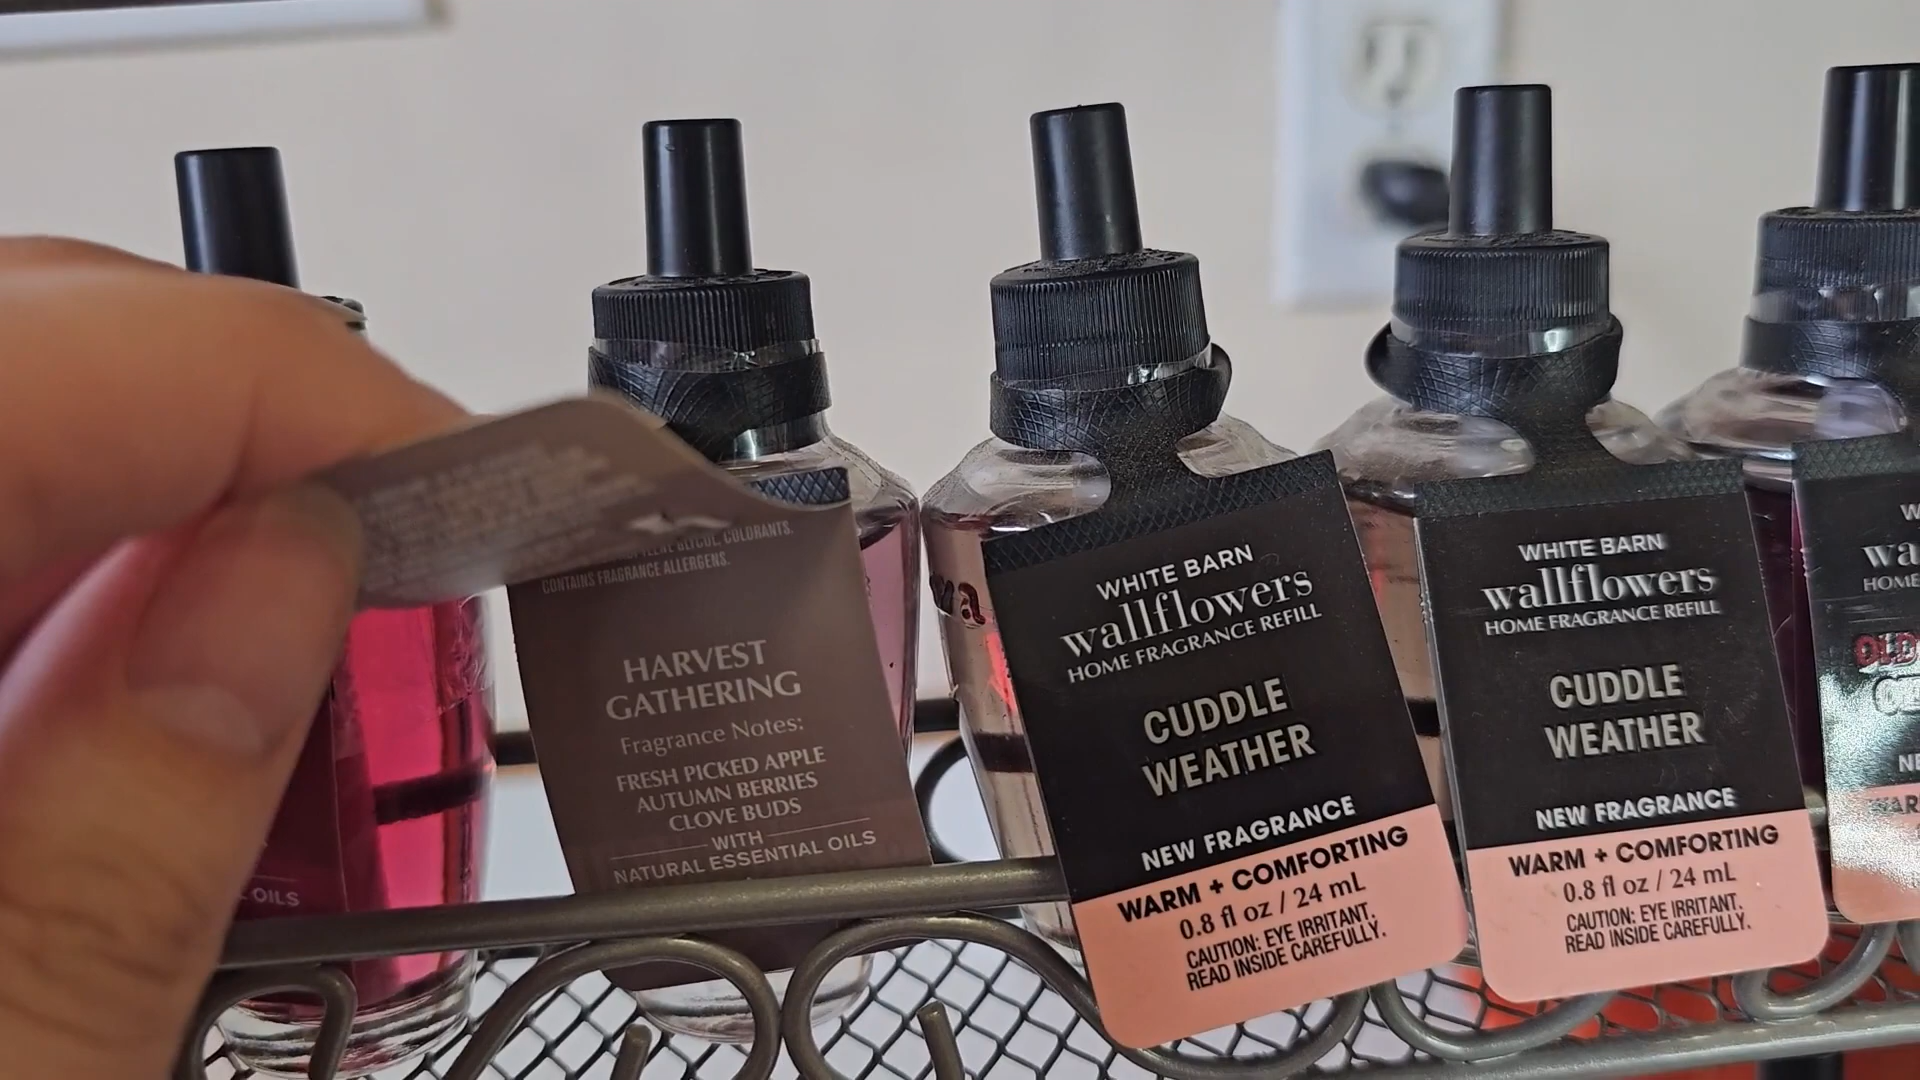 OILS
GLYCOL, COLORANTS.
CONTAINS FRAGRANCE ALLERGENS.
HARVEST
GATHERING
Fragrance Notes:
FRESH PICKED APPLE
AUTUMN BERRIES
CLOVE BUDS
WITH
NATURAL ESSENTIAL OILS
WHITE BARN
wallflowers
HOME FRAGRANCE REFILL
CUDDLE
WEATHER
NEW FRAGRANCE
WARM + COMFORTING
0.8 fl oz / 24 mL
CAUTION: EYE IRRITANT.
READ INSIDE CAREFULLY.
WHITE BARN
wallflowers
HOME FRAGRANCE REFILL
CUDDLE
WEATHER
NEW FRAGRANCE
WARM + COMFORTING
0.8 fl oz / 24 mL
CAUTION: EYE IRRITANT.
READ INSIDE CAREFULLY.